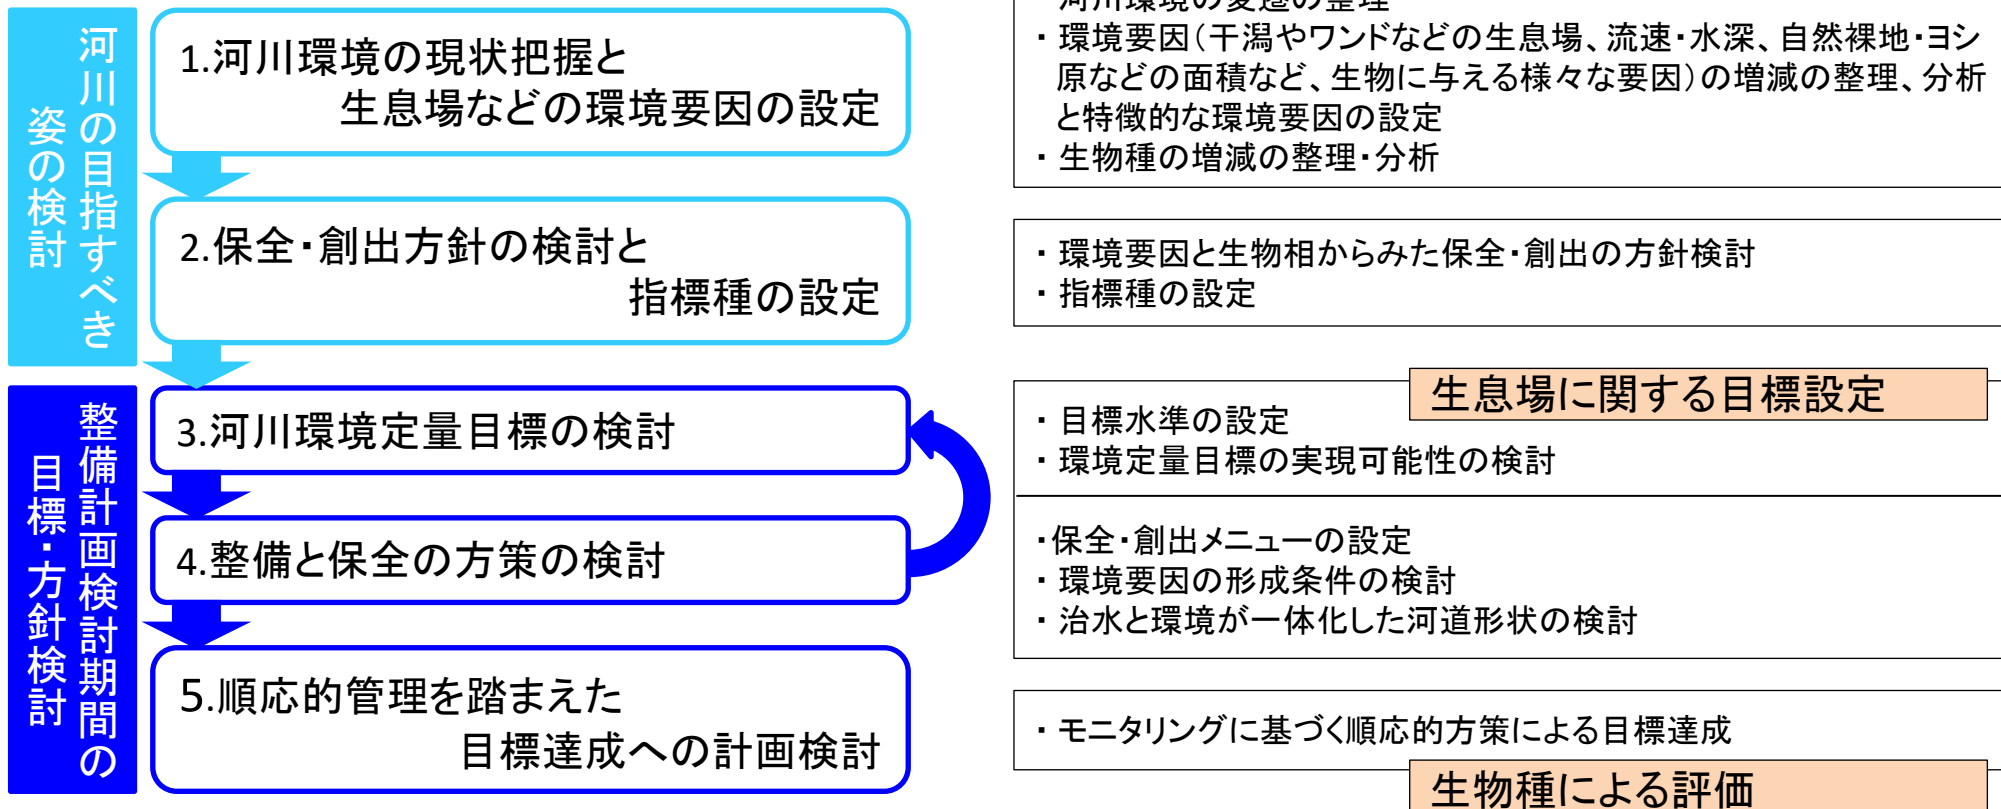 河川の目指すべき
姿の検討
1.河川環境の現状把握と
生息場などの環境要因の設定
2.保全・創出方針の検討と
指標種の設定
整備計画検討期間の
目標・方針検討
3.河川環境定量目標の検討
4.整備と保全の方策の検討
5.順応的管理を踏まえた
目標達成への計画検討
河川環境の変遷の整理
・環境要因(干潟やワンドなどの生息場、流速・水深、自然裸地・ヨシ
原などの面積など、生物に与える様々な要因)の増減の整理、分析
と特徴的な環境要因の設定
・生物種の増減の整理・分析
・環境要因と生物相からみた保全・創出の方針検討
・指標種の設定
生息場に関する目標設定
・目標水準の設定
・環境定量目標の実現可能性の検討
・保全・創出メニューの設定
・環境要因の形成条件の検討
・治水と環境が一体化した河道形状の検討
・モニタリングに基づく順応的方策による目標達成
生物種による評価